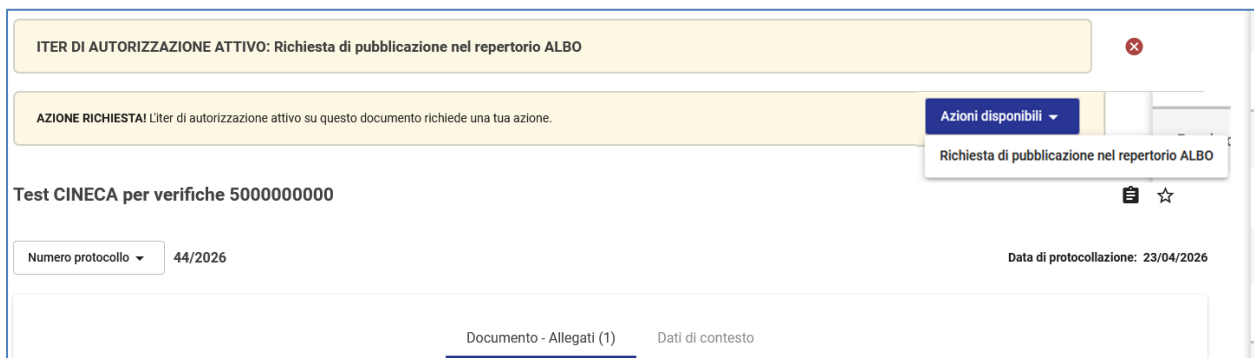 ITER DI AUTORIZZAZIONE ATTIVO: Richiesta di pubblicazione nel repertorio ALBO
AZIONE RICHIESTA! L'iter di autorizzazione attivo su questo documento richiede una tua azione.
Azioni disponibili
Richiesta di pubblicazione nel repertorio ALBO
Test CINECA per verifiche 5000000000
Numero protocollo 44/2026
Data di protocollazione: 23/04/2026
Documento - Allegati (1) Dati di contesto